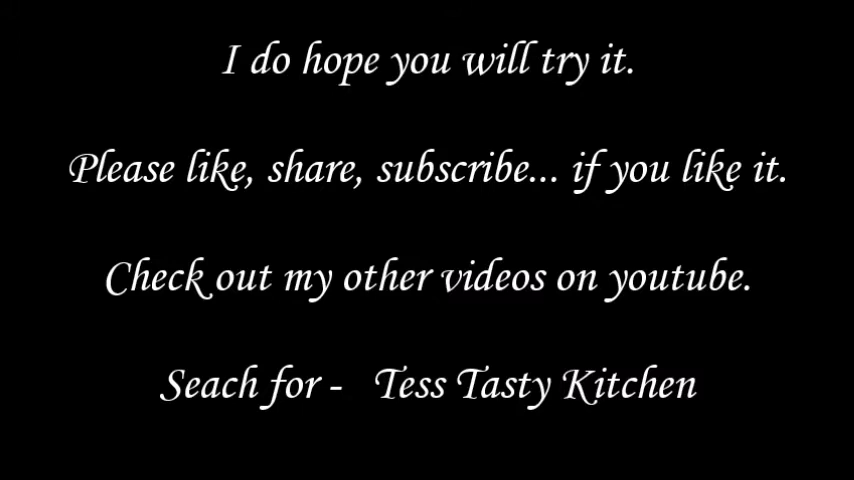 I do hope you will try it.
Please like, share, subscribe... if you like it.
Check out my other videos on youtube.
Seach for - Tess Tasty Kitchen